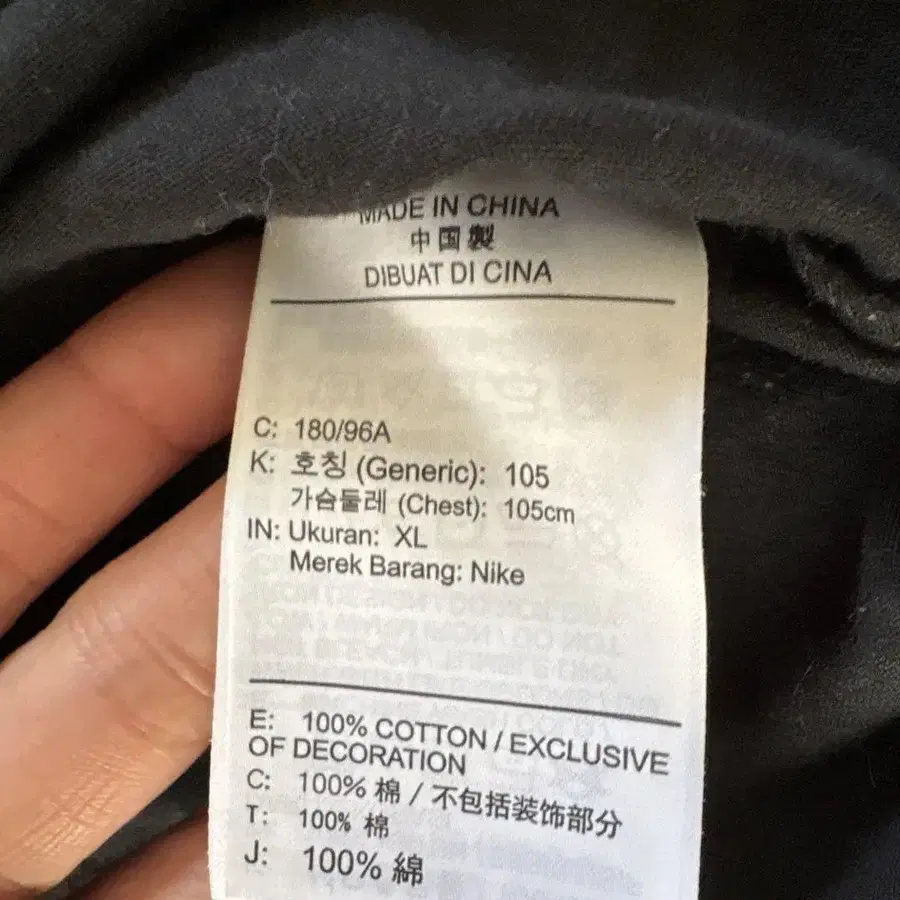 MADE IN CHINA
中国製
DIBUAT DI CINA
C: 180/96A
K: 호칭 (Generic): 105
가슴둘레 (Chest): 105cm
IN: Ukuran: XL
Merek Barang: Nike
E: 100% COTTON / EXCLUSIVE
OF DECORATION
C: 100% 棉 / 不包括装饰部分
T: 100% 棉
J: 100% 綿